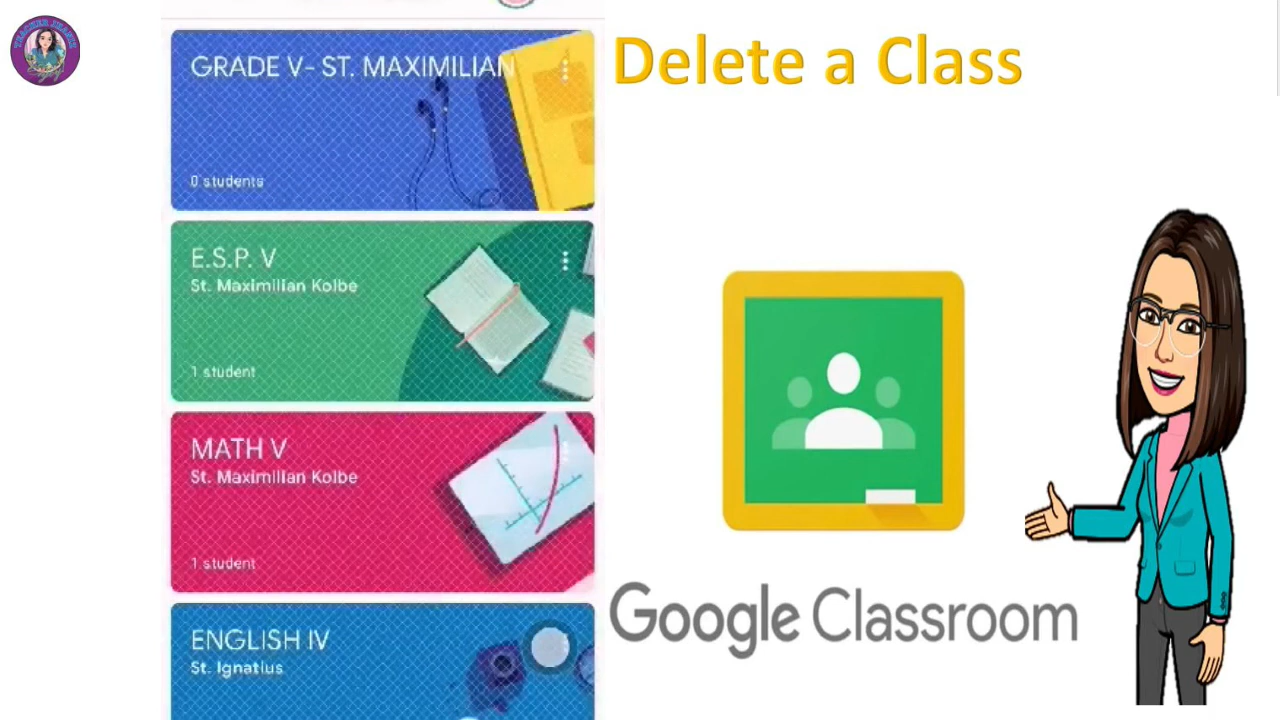 GRADE V- ST. MAXIMILIAN
0 students
E.S.P. V
St. Maximilian Kolbe
1 student
MATH V
St. Maximilian Kolbe
1 student
ENGLISH IV
St. Ignatius
Delete a Class
Google Classroom